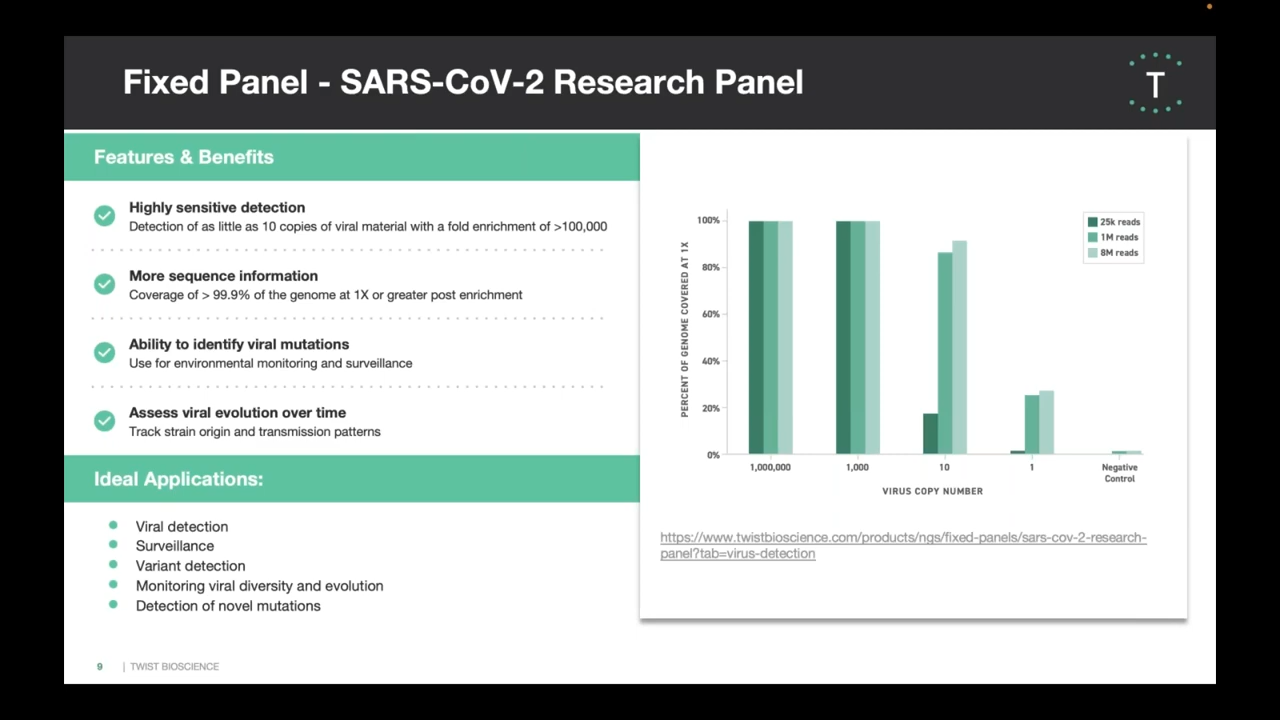 Fixed Panel - SARS-CoV-2 Research Panel
T
Features & Benefits
Highly sensitive detection
Detection of as little as 10 copies of viral material with a fold enrichment of >100,000
More sequence information
Coverage of > 99.9% of the genome at 1X or greater post enrichment
Ability to identify viral mutations
Use for environmental monitoring and surveillance
Assess viral evolution over time
Track strain origin and transmission patterns
Ideal Applications:
Viral detection
Surveillance
Variant detection
Monitoring viral diversity and evolution
Detection of novel mutations
PERCENT OF GENOME COVERED AT 1X
100%
80%
60%
40%
20%
0%
25k reads
1M reads
8M reads
1,000,000
1,000
10
1
Negative
Control
VIRUS COPY NUMBER
https://www.twistbioscience.com/products/ngs/fixed-panels/sars-cov-2-research-
panel?tab=virus-detection
9 | TWIST BIOSCIENCE